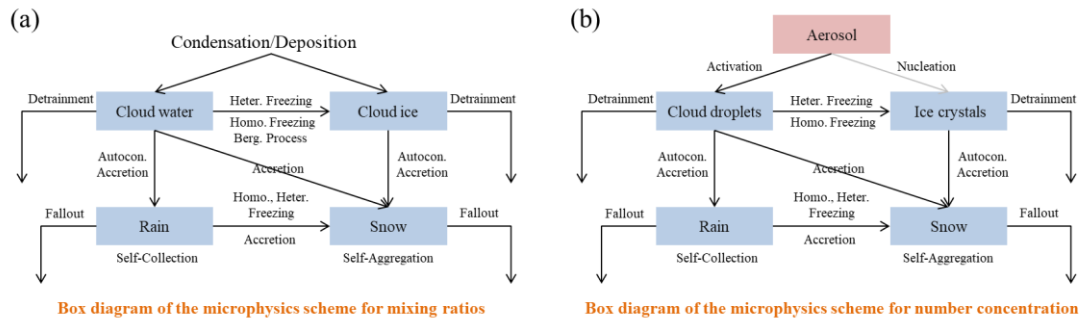 (a)
Condensation/Deposition
Detrainment
Cloud water
Heter. Freezing
Homo. Freezing
Berg. Process
Cloud ice
Detrainment
Autocon.
Accretion
Accretion
Autocon.
Accretion
Fallout
Rain
Homo., Heter.
Freezing
Accretion
Snow
Fallout
Self-Collection
Self-Aggregation
Box diagram of the microphysics scheme for mixing ratios
(b)
Aerosol
Activation
Nucleation
Detrainment
Cloud droplets
Heter. Freezing
Homo. Freezing
Ice crystals
Detrainment
Autocon.
Accretion
Accretion
Autocon.
Accretion
Fallout
Rain
Homo., Heter.
Freezing
Accretion
Snow
Fallout
Self-Collection
Self-Aggregation
Box diagram of the microphysics scheme for number concentration